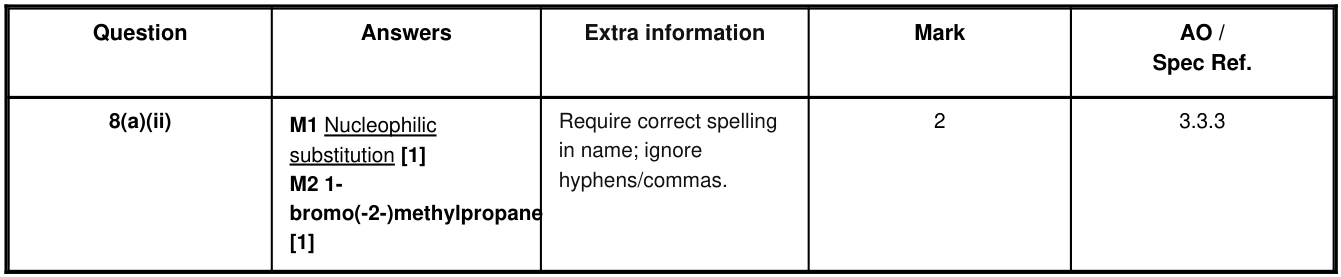 Question Answers Extra information Mark AO /
Spec Ref.
8(a)(ii) M1 Nucleophilic Require correct spelling 2 3.3.3
substitution [1] in name; ignore
M2 1- hyphens/commas.
bromo(-2-)methylpropane
[1]